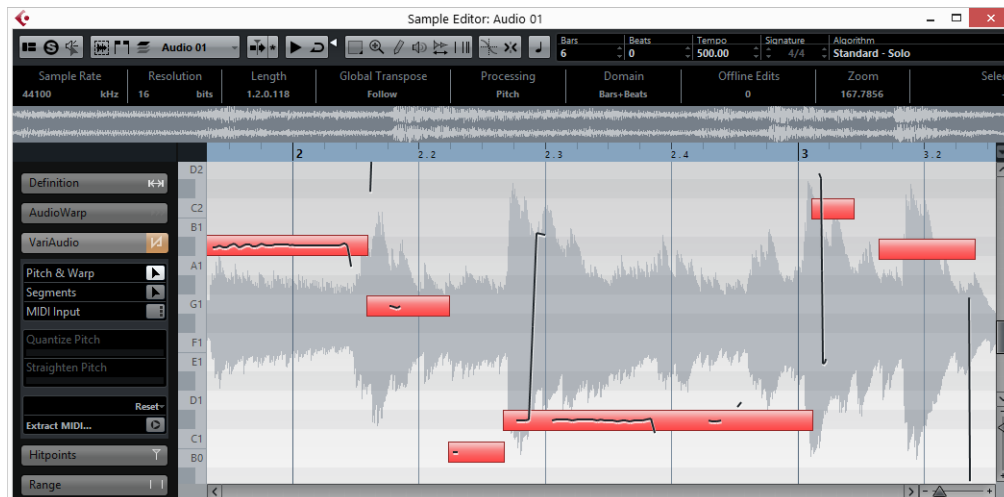 Sample Editor: Audio 01
Audio 01
Bars Beats Tempo Signature Algorithm
6 0 500.00 4/4 Standard - Solo
Sample Rate Resolution Length Global Transpose Processing Domain Offline Edits Zoom Selec
44100 kHz 16 bits 1.2.0.118 Follow Pitch Bars+Beats 0 167.7856
2 2.2 2.3 2.4 3 3.2
D2
Definition
C2
AudioWarp
B1
VariAudio
A1
Pitch & Warp
Segments
G1
MIDI Input
Quantize Pitch
F1
E1
Straighten Pitch
D1
Reset
Extract MIDI...
C1
Hitpoints
B0
Range